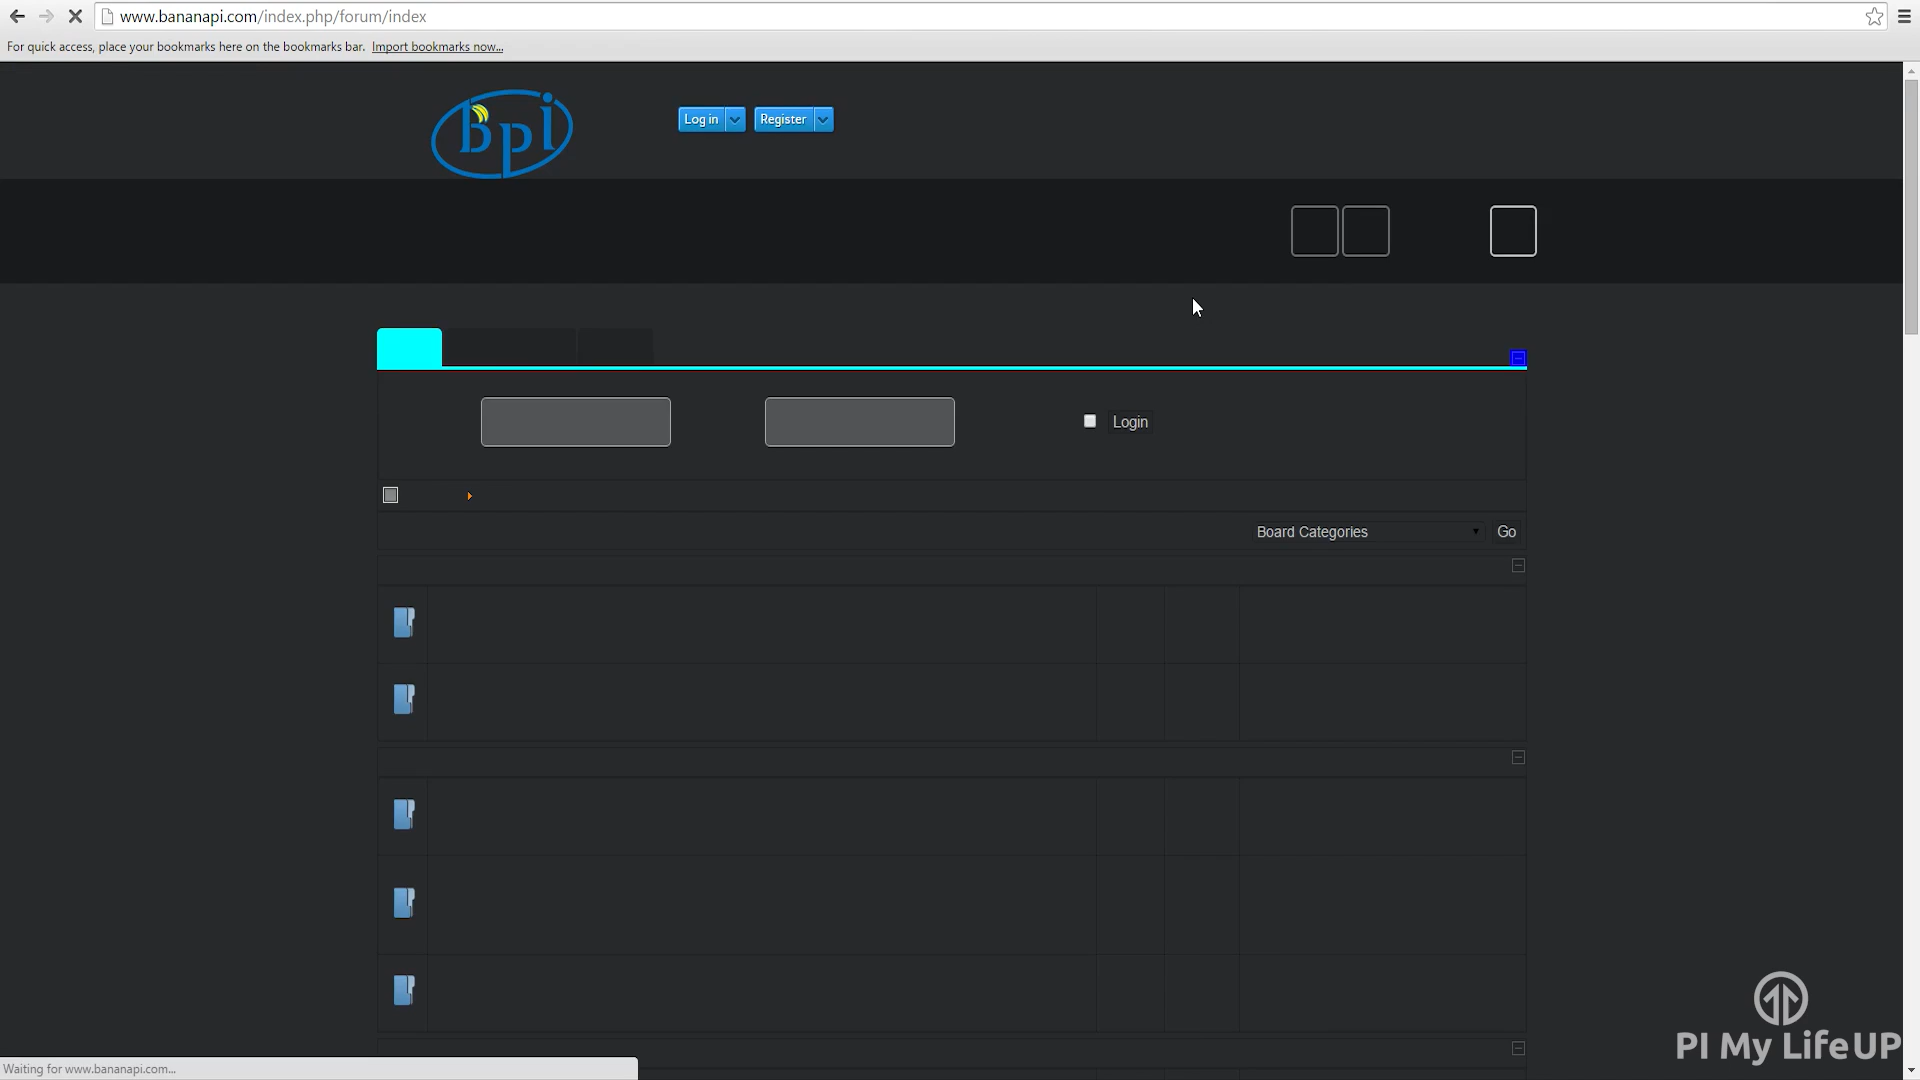 www.bananapi.com/index.php/forum/index
For quick access, place your bookmarks here on the bookmarks bar. Import bookmarks now...
bpi
Log in
Register
Login
Board Categories
Go
PI My LifeUP
Waiting for www.bananapi.com...